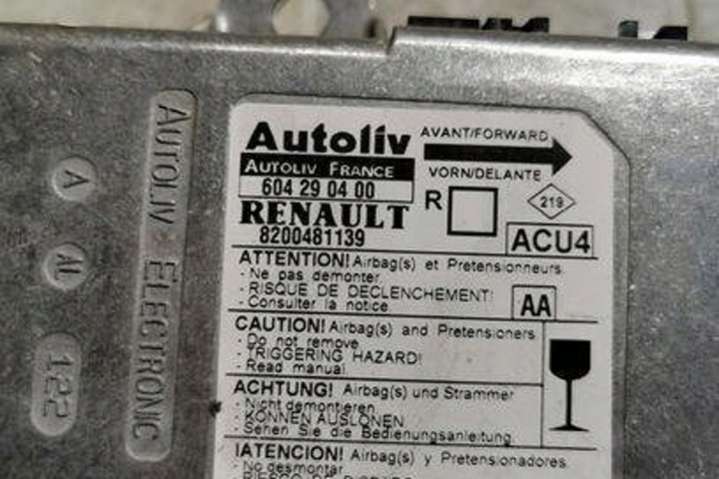 AUTOLIV ELECTRONIC
A
AL
122
Autoliv
AUTOLIV FRANCE
604 29 04 00
RENAULT
8200481139
AVANT/FORWARD
VORN/DELANTE
R
219
ACU4
ATTENTION! Airbag(s) et Pretensionneurs
- Ne pas demonter
- RISQUE DE DECLENCHEMENT!
- Consulter la notice
AA
CAUTION! Airbag(s) and Pretensioners
- Do not remove
- TRIGGERING HAZARD!
- Read manual
ACHTUNG! Airbag(s) und Strammer
- Nicht demontieren
- KONNEN AUSLONEN
- Sehen Sie die Bedienungsanleitung
!ATENCION! Airbag(s) y Pretensionadores
- No desmontar